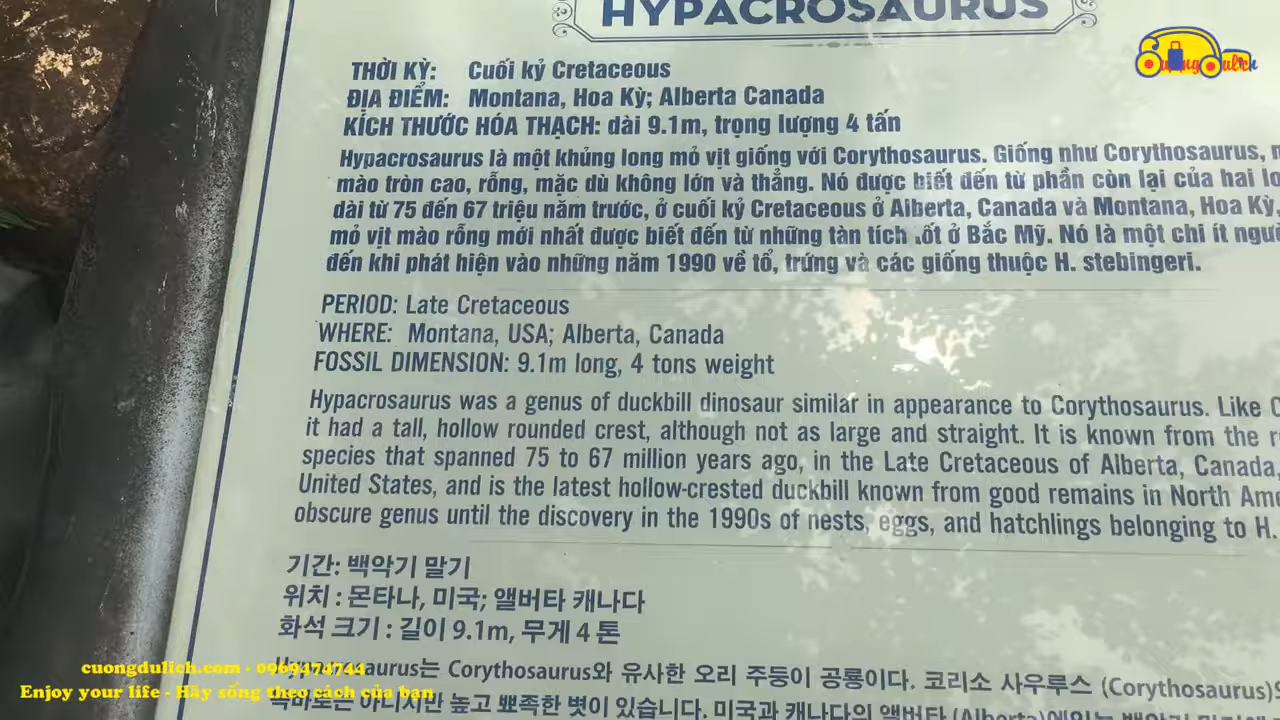 HYPACROSAURUS
THỜI KỲ: Cuối kỷ Cretaceous
ĐỊA ĐIỂM: Montana, Hoa Kỳ; Alberta Canada
KÍCH THƯỚC HÓA THẠCH: dài 9.1m, trọng lượng 4 tấn
Hypacrosaurus là một khủng long mỏ vịt giống với Corythosaurus. Giống như Corythosaurus,
mào tròn cao, rỗng, mặc dù không lớn và thẳng. Nó được biết đến từ phần còn lại của hai
dài từ 75 đến 67 triệu năm trước, ở cuối kỷ Cretaceous ở Alberta, Canada và Montana, Hoa Kỳ,
mỏ vịt mào rỗng mới nhất được biết đến từ những tàn tích ở Bắc Mỹ. Nó là một chi ít
đến khi phát hiện vào những năm 1990 về tổ, trứng và các giống thuộc H. stebingeri.
PERIOD: Late Cretaceous
WHERE: Montana, USA; Alberta, Canada
FOSSIL DIMENSION: 9.1m long, 4 tons weight
Hypacrosaurus was a genus of duckbill dinosaur similar in appearance to Corythosaurus. Like
it had a tall, hollow rounded crest, although not as large and straight. It is known from the
species that spanned 75 to 67 million years ago, in the Late Cretaceous of Alberta, Canada,
United States, and is the latest hollow-crested duckbill known from good remains in North
obscure genus until the discovery in the 1990s of nests, eggs, and hatchlings belonging to H.
기간: 백악기 말기
위치 : 몬타나, 미국; 앨버타 캐나다
화석 크기 : 길이 9.1m, 무게 4 톤
Corythosaurus와 유사한 오리 주둥이 공룡이다. 코리소 사우루스 (Corythosaurus)
아니지만 높고 뾰족한 볏이 있습니다. 미국과 캐나다의 앨버타
cuongdulich.com - 0969474744
Enjoy your life - Hãy sống theo cách của bạn